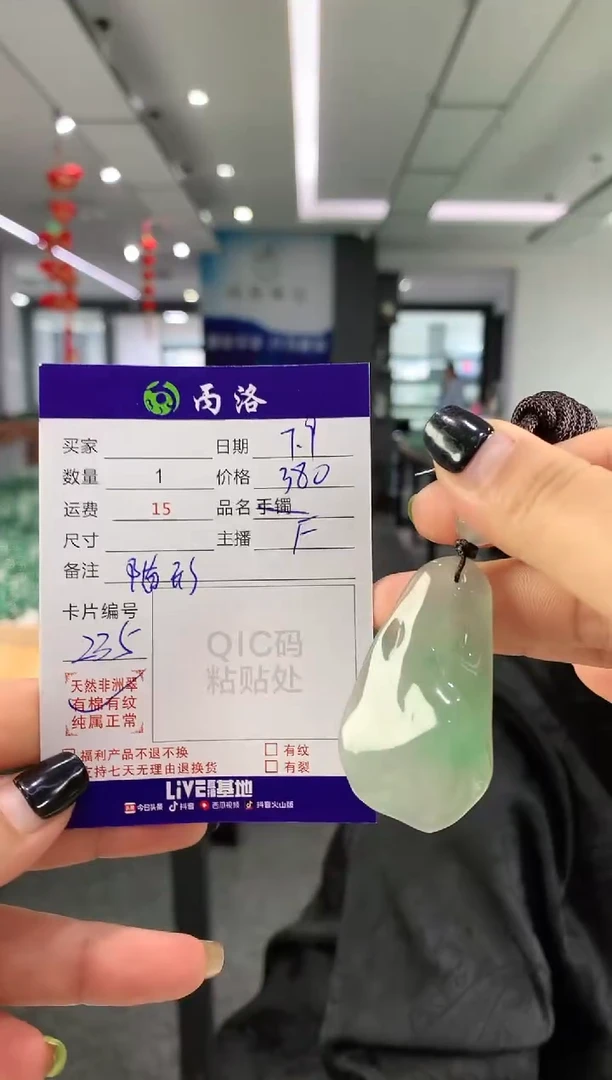 丙洛
买家 日期 7.9
数量 1 价格 380
运费 15 品名 手镯
尺寸 主播 F
备注 随形
卡片编号
235
QIC码
粘贴处
天然非洲翠
有棉有纹
纯属正常
福利产品不退不换 有纹
支持七天无理由退换货 有裂
LiVE基地
今日头条 抖音 西瓜视频 抖音火山版